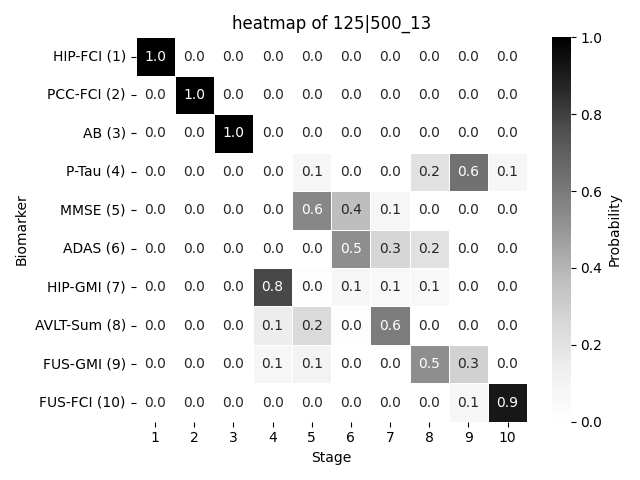 heatmap of 125|500_13
HIP-FCI (1) 1.0 0.0 0.0 0.0 0.0 0.0 0.0 0.0 0.0 0.0
PCC-FCI (2) 0.0 1.0 0.0 0.0 0.0 0.0 0.0 0.0 0.0 0.0
AB (3) 0.0 0.0 1.0 0.0 0.0 0.0 0.0 0.0 0.0 0.0
P-Tau (4) 0.0 0.0 0.0 0.0 0.1 0.0 0.0 0.2 0.6 0.1
MMSE (5) 0.0 0.0 0.0 0.0 0.6 0.4 0.1 0.0 0.0 0.0
ADAS (6) 0.0 0.0 0.0 0.0 0.0 0.5 0.3 0.2 0.0 0.0
HIP-GMI (7) 0.0 0.0 0.0 0.8 0.0 0.1 0.1 0.1 0.0 0.0
AVLT-Sum (8) 0.0 0.0 0.0 0.1 0.2 0.0 0.6 0.0 0.0 0.0
FUS-GMI (9) 0.0 0.0 0.0 0.1 0.1 0.0 0.0 0.5 0.3 0.0
FUS-FCI (10) 0.0 0.0 0.0 0.0 0.0 0.0 0.0 0.0 0.1 0.9
1 2 3 4 5 6 7 8 9 10
Stage
Biomarker
1.0
0.8
0.6
0.4
0.2
0.0
Probability